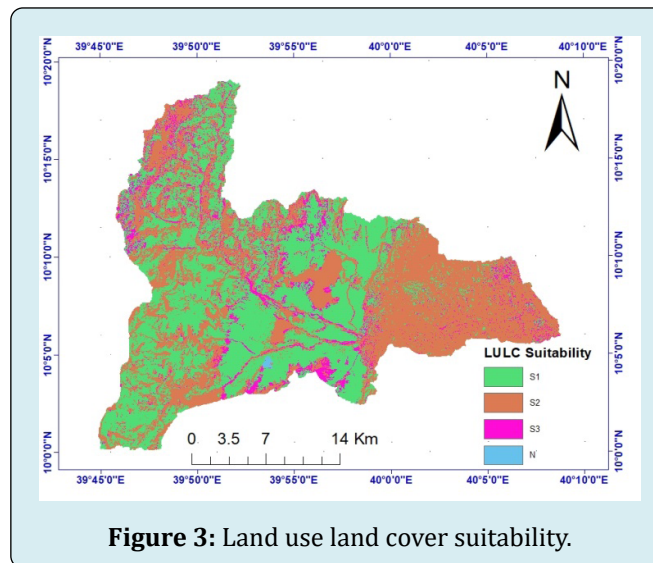 39°45'0"E 39°50'0"E 39°55'0"E 40°0'0"E 40°5'0"E 40°10'0"E
10°20'0"N 10°20'0"N
N
10°15'0"N 10°15'0"N
10°10'0"N 10°10'0"N
10°5'0"N 10°5'0"N
LULC Suitability
S1
S2
S3
N
0 3.5 7 14 Km
10°0'0"N 10°0'0"N
39°45'0"E 39°50'0"E 39°55'0"E 40°0'0"E 40°5'0"E 40°10'0"E
Figure 3: Land use land cover suitability.